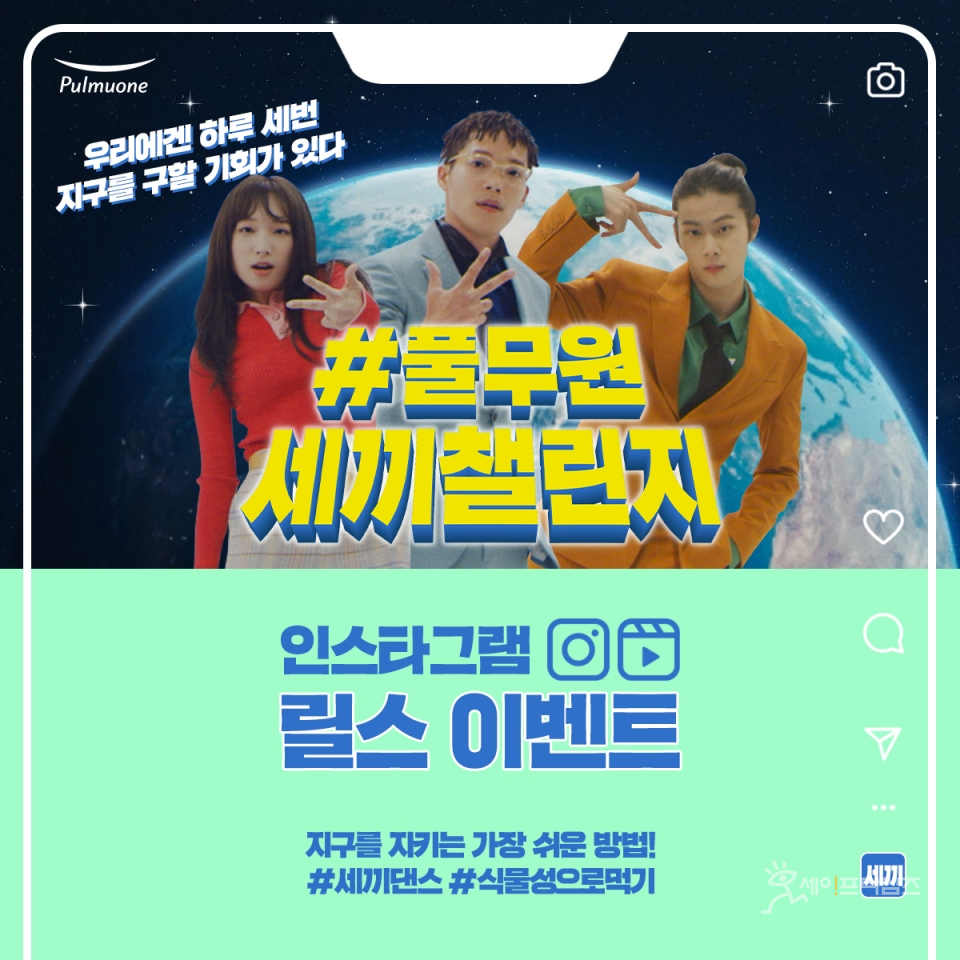 Pulmuone
우리에겐 하루 세번
지구를 구할 기회가 있다
#풀무원
세끼챌린지
인스타그램
릴스 이벤트
지구를 지키는 가장 쉬운 방법!
#세끼댄스 #식물성으로먹기
세끼
세이프타임즈